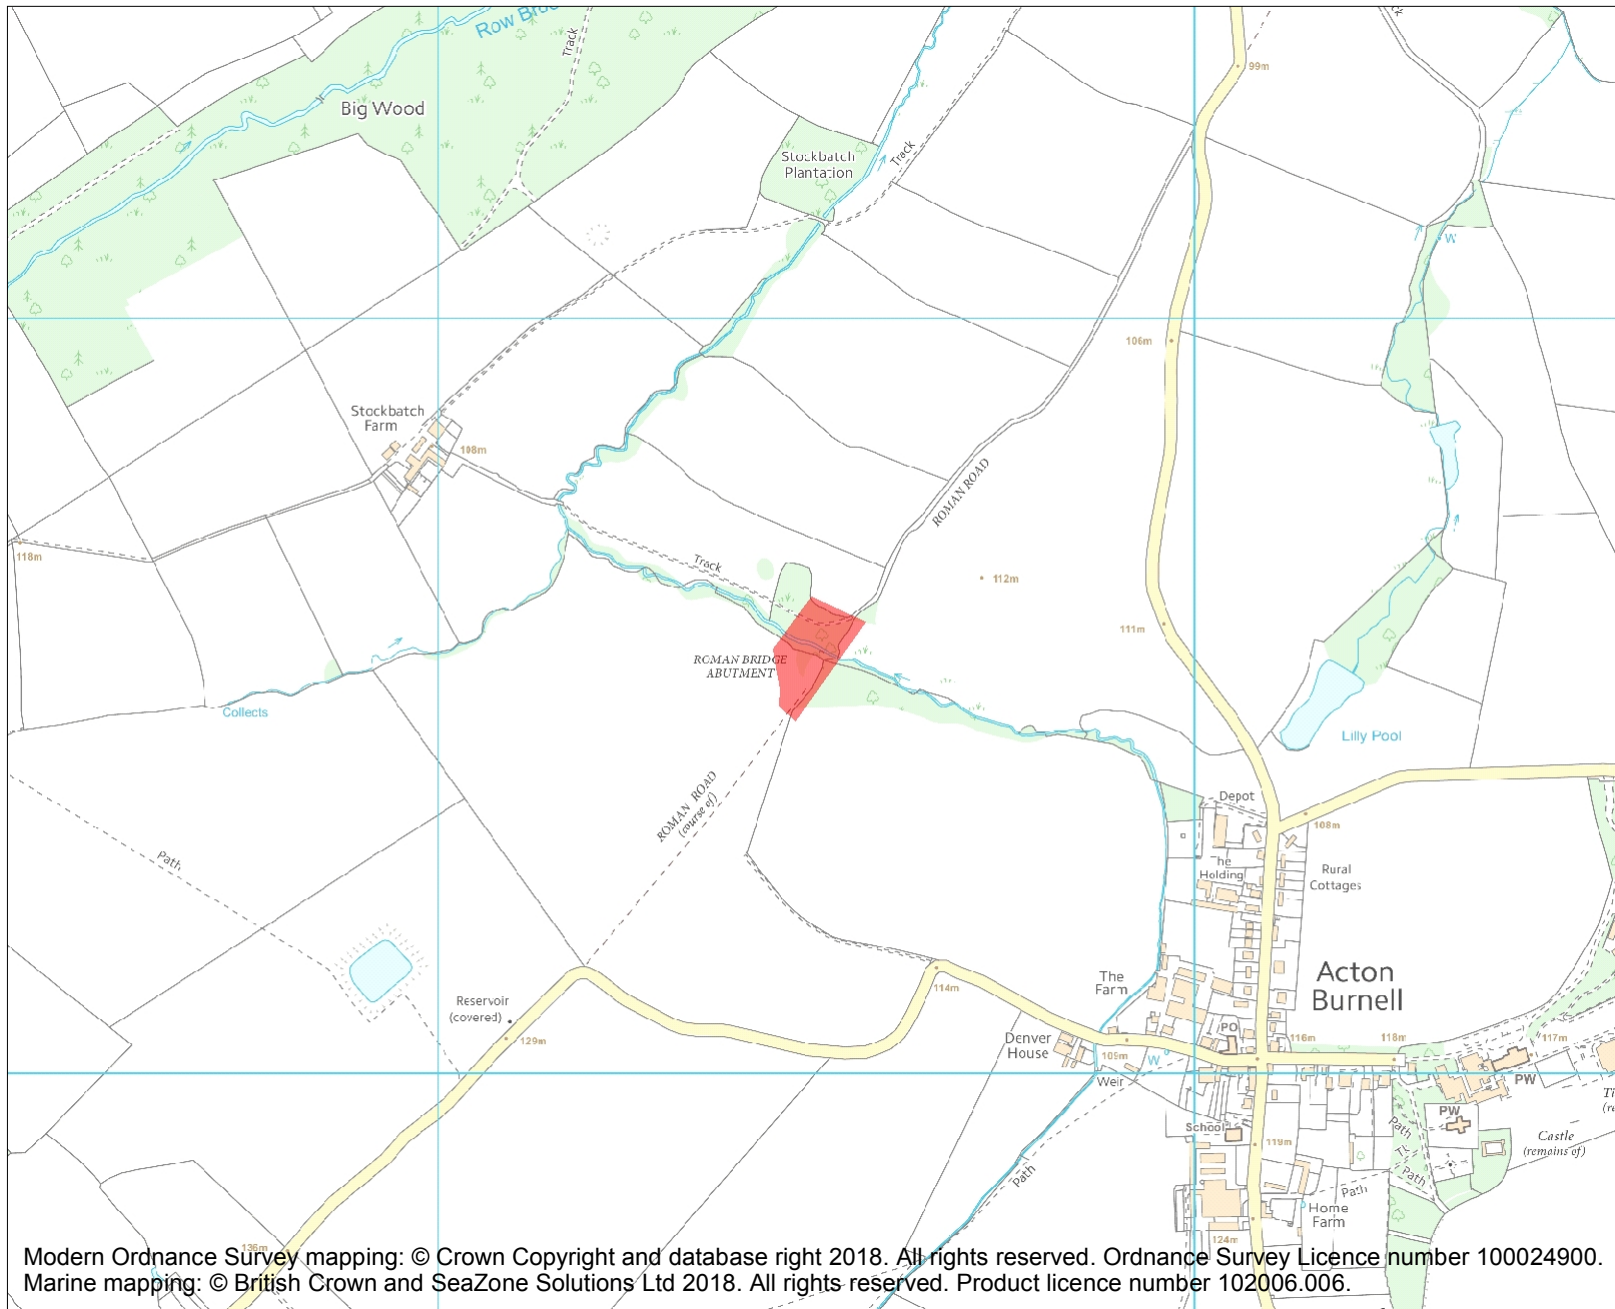 Row Bro
Track
99m
Big Wood
Stockbatch
Plantation
Track
W
106m
Stockbatch
Farm
108m
ROMAN ROAD
118m
Track
112m
111m
ROMAN BRIDGE
ABUTMENT
Collects
Lilly Pool
ROMAN ROAD
(course of)
Depot
108m
Path
The
Holding
Rural
Cottages
Acton
Burnell
The
Farm
114m
Reservoir
(covered)
129m
PO
Denver
House
109m
W
116m
118m
117m
Weir
PW
PW
School
119m
Path
Path
Castle
(remains of)
Path
Path
Home
Farm
124m
136m
Modern Ordnance Survey mapping: © Crown Copyright and database right 2018. All rights reserved. Ordnance Survey Licence number 100024900.
Marine mapping: © British Crown and SeaZone Solutions Ltd 2018. All rights reserved. Product licence number 102006.006.